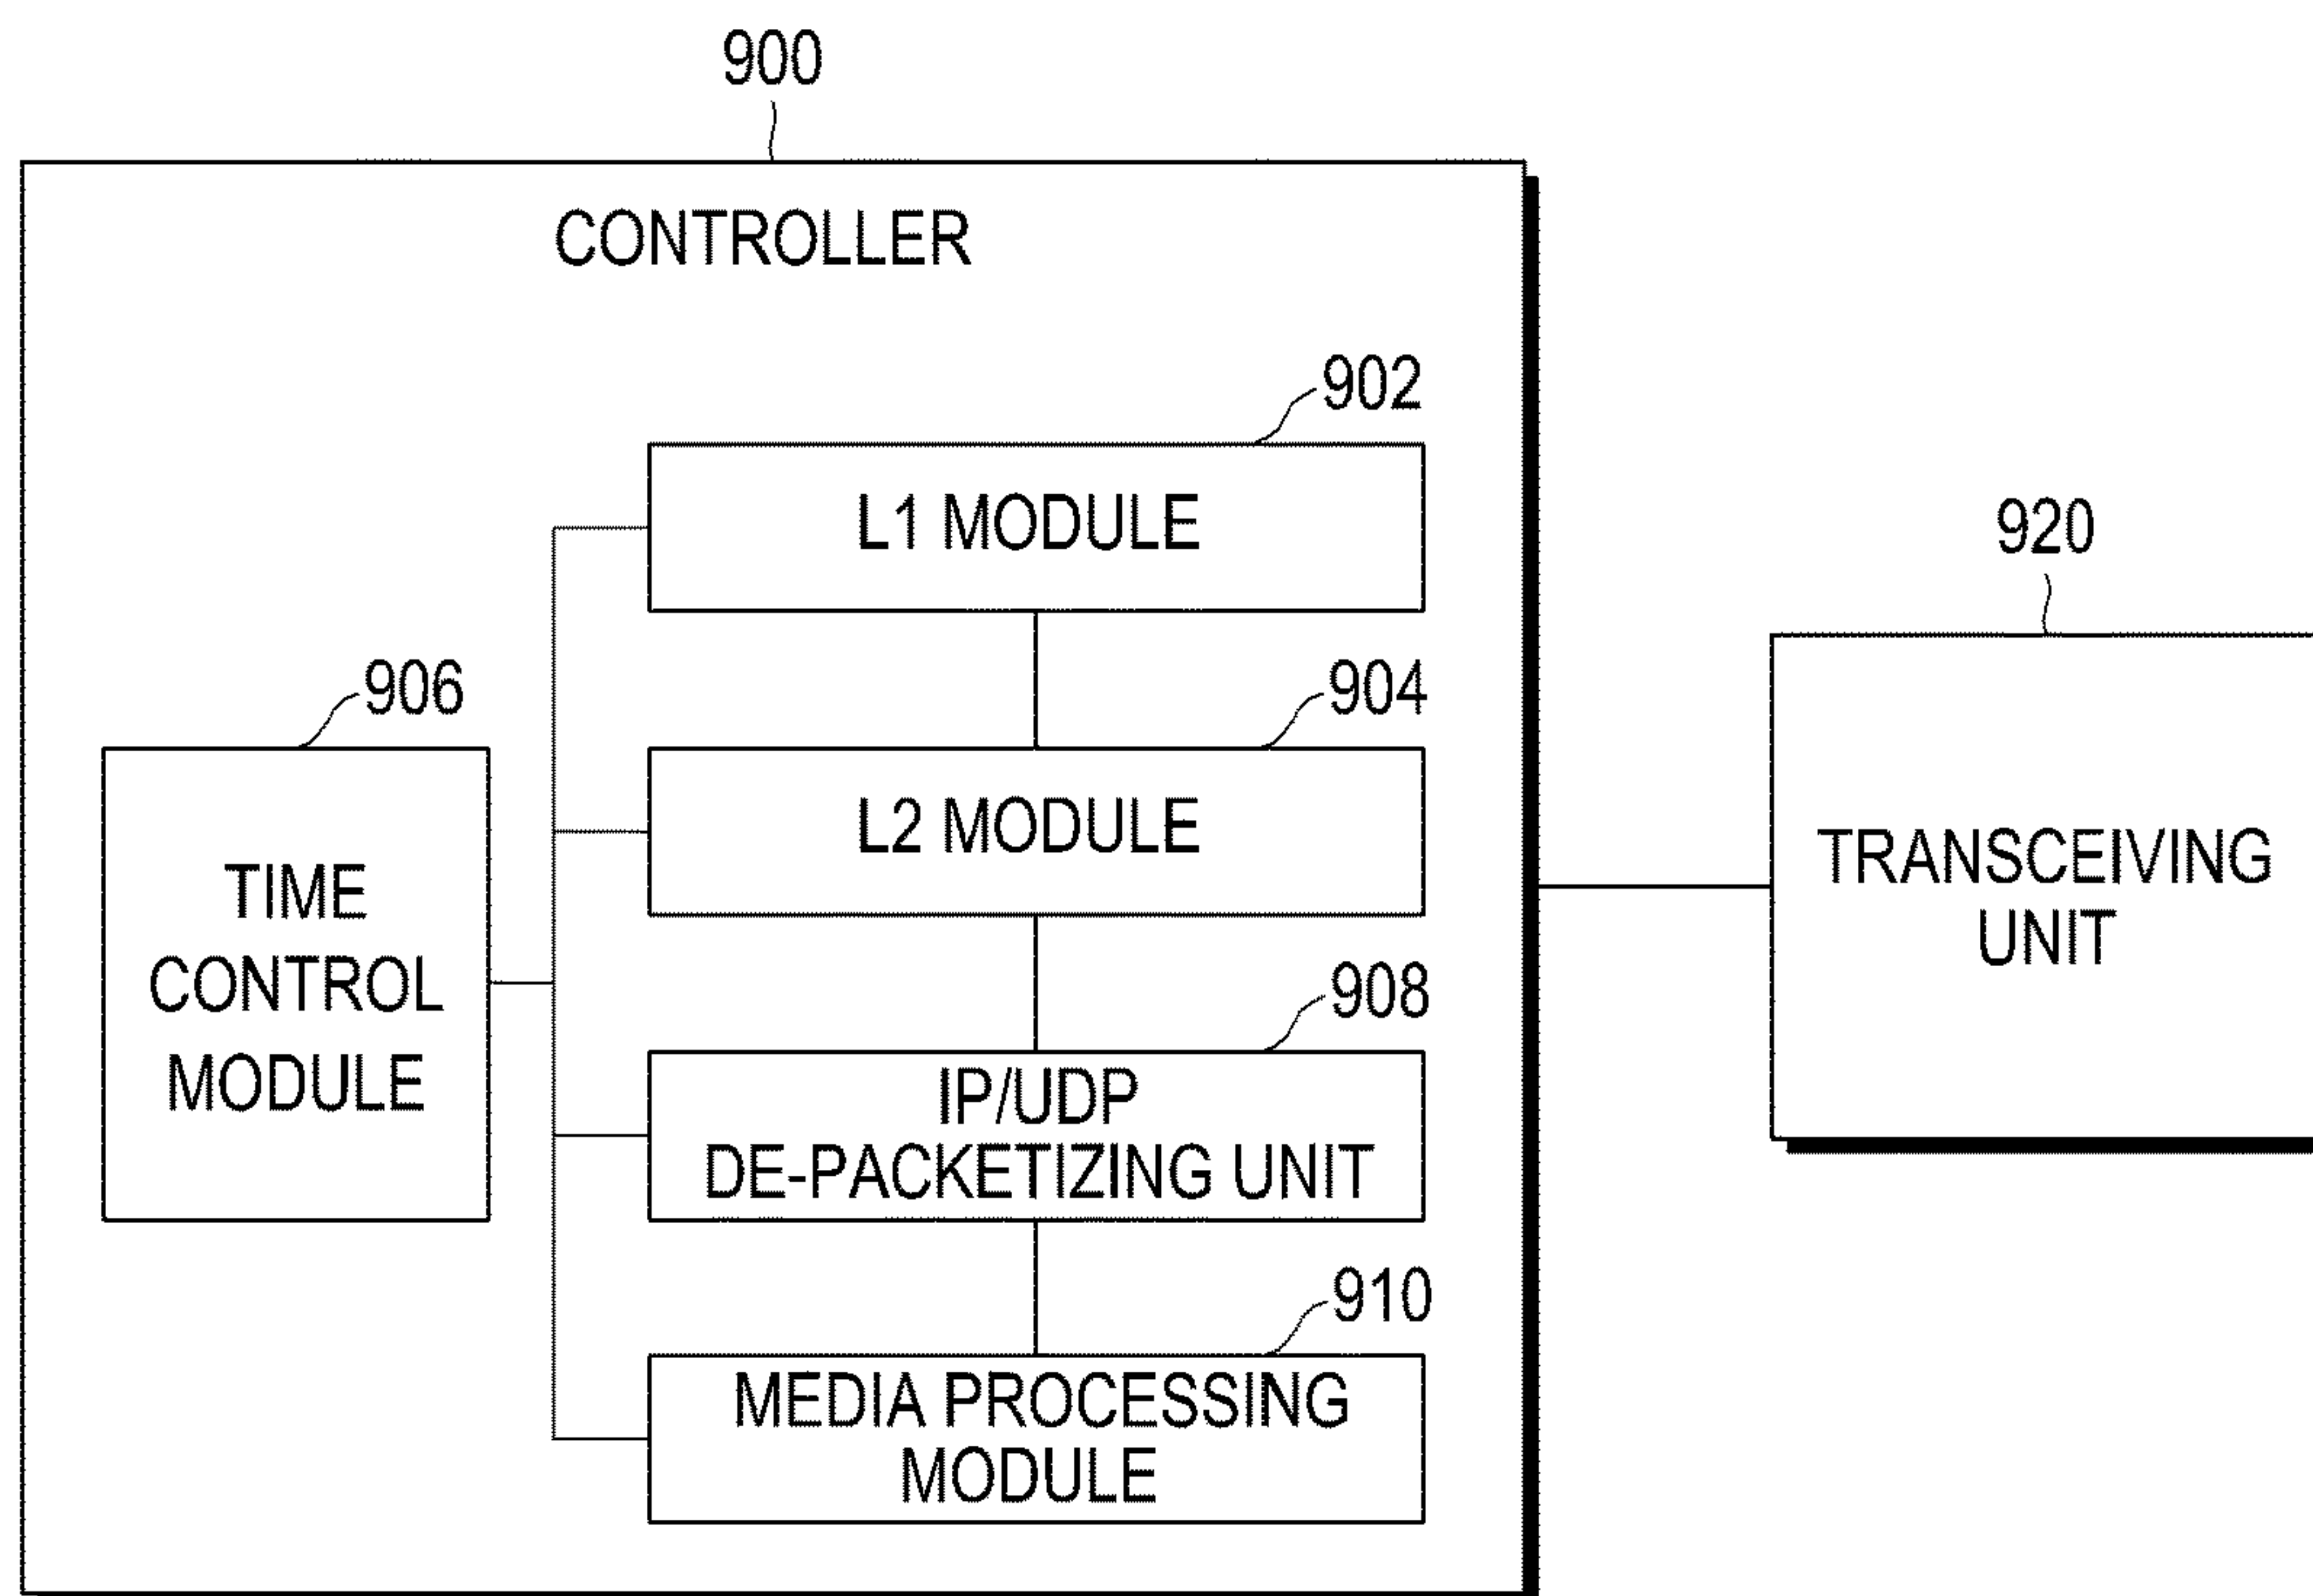 900
CONTROLLER
902
L1 MODULE
920
906
904
TIME
CONTROL
MODULE
L2 MODULE
TRANSCEIVING
UNIT
908
IP/UDP
DE-PACKETIZING UNIT
910
MEDIA PROCESSING
MODULE